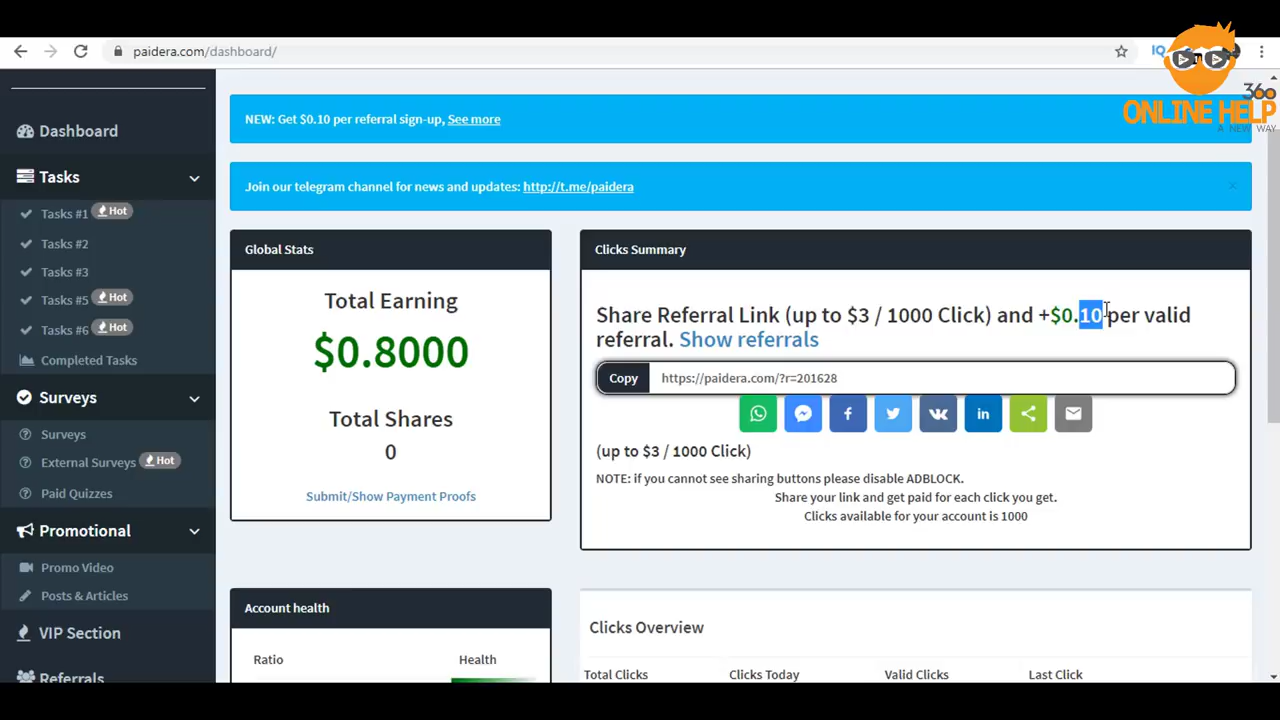 paidera.com/dashboard/
IQ
360
ONLINE HELP
A NEW WAY
Dashboard
Tasks
Tasks #1 Hot
Tasks #2
Tasks #3
Tasks #5 Hot
Tasks #6 Hot
Completed Tasks
Surveys
Surveys
External Surveys Hot
Paid Quizzes
Promotional
Promo Video
Posts & Articles
VIP Section
Referrals
NEW: Get $0.10 per referral sign-up, See more
Join our telegram channel for news and updates: http://t.me/paidera
×
Global Stats
Total Earning
$0.8000
Total Shares
0
Submit/Show Payment Proofs
Clicks Summary
Share Referral Link (up to $3 / 1000 Click) and +$0.10 per valid
referral. Show referrals
Copy https://paidera.com/?r=201628
(up to $3 / 1000 Click)
NOTE: if you cannot see sharing buttons please disable ADBLOCK.
Share your link and get paid for each click you get.
Clicks available for your account is 1000
Account health
Ratio Health
Clicks Overview
Total Clicks Clicks Today Valid Clicks Last Click